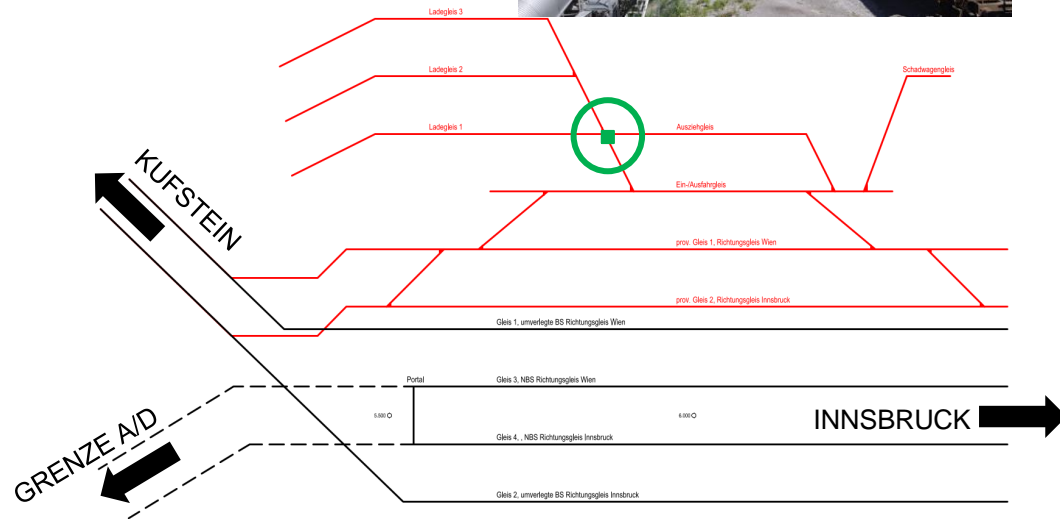 Ladegleis 3
Ladegleis 2
Schadwagengleis
Ladegleis 1
Ausziehgleis
KUFSTEIN
Ein-/Ausfahrgleis
prov. Gleis 1, Richtungsgleis Wien
prov. Gleis 2, Richtungsgleis Innsbruck
Gleis 1, umverlegte BS Richtungsgleis Wien
Portal
Gleis 3, NBS Richtungsgleis Wien
5.500
6.000
INNSBRUCK
GRENZE A/D
Gleis 4, , NBS Richtungsgleis Innsbruck
Gleis 2, umverlegte BS Richtungsgleis Innsbruck